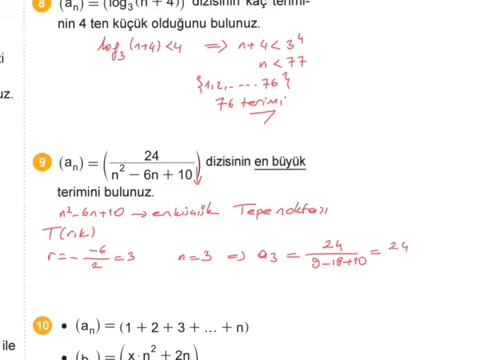 8 (aₙ) = (log₃(n + 4)) dizisinin kaç terimi-
nin 4 ten küçük olduğunu bulunuz.
log₃(n+4) < 4 ⇒ n+4 < 3⁴
n < 77
{1,2,.....76}
76 terimi
uz.
9 (aₙ) = (24 / (n² − 6n + 10)) dizisinin en büyük
terimini bulunuz.
n²−6n+10 → en küçük Tepe noktası
T(r,k)
r = − −6/2 = 3 n=3 ⇒ a₃ = 24/(9−18+10) = 24
10 • (aₙ) = (1 + 2 + 3 + ... + n)
ile
• (b = (x·n² + 2n)